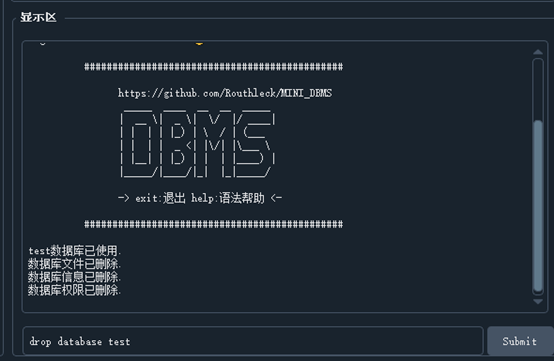 显示区
##############################################
https://github.com/Routhleck/MINI_DBMS
DBMS
-> exit:退出 help:语法帮助 <-
##############################################
test数据库已使用.
数据库文件已删除.
数据库信息已删除.
数据库权限已删除.
drop database test
Submit